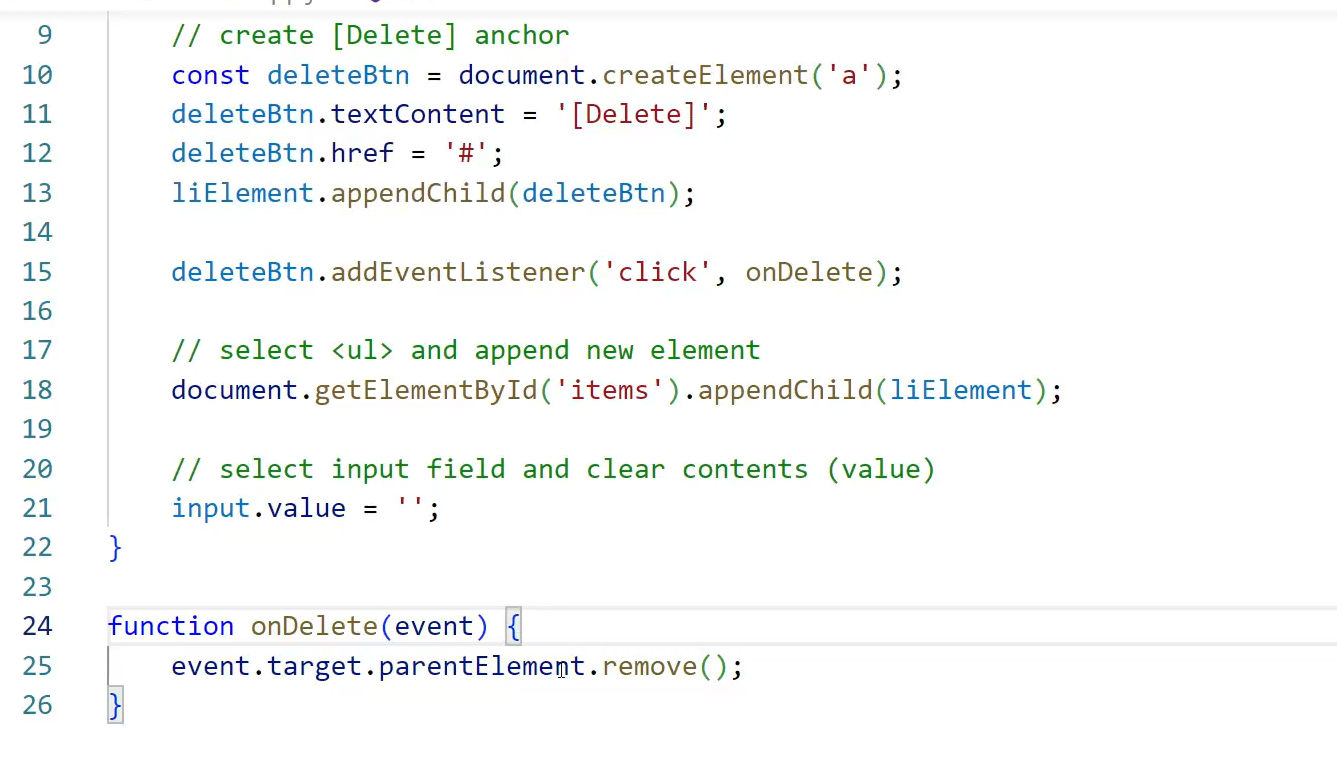 9 // create [Delete] anchor
10 const deleteBtn = document.createElement('a');
11 deleteBtn.textContent = '[Delete]';
12 deleteBtn.href = '#';
13 liElement.appendChild(deleteBtn);
14
15 deleteBtn.addEventListener('click', onDelete);
16
17 // select <ul> and append new element
18 document.getElementById('items').appendChild(liElement);
19
20 // select input field and clear contents (value)
21 input.value = '';
22 }
23
24 function onDelete(event) {
25 event.target.parentElement.remove();
26 }